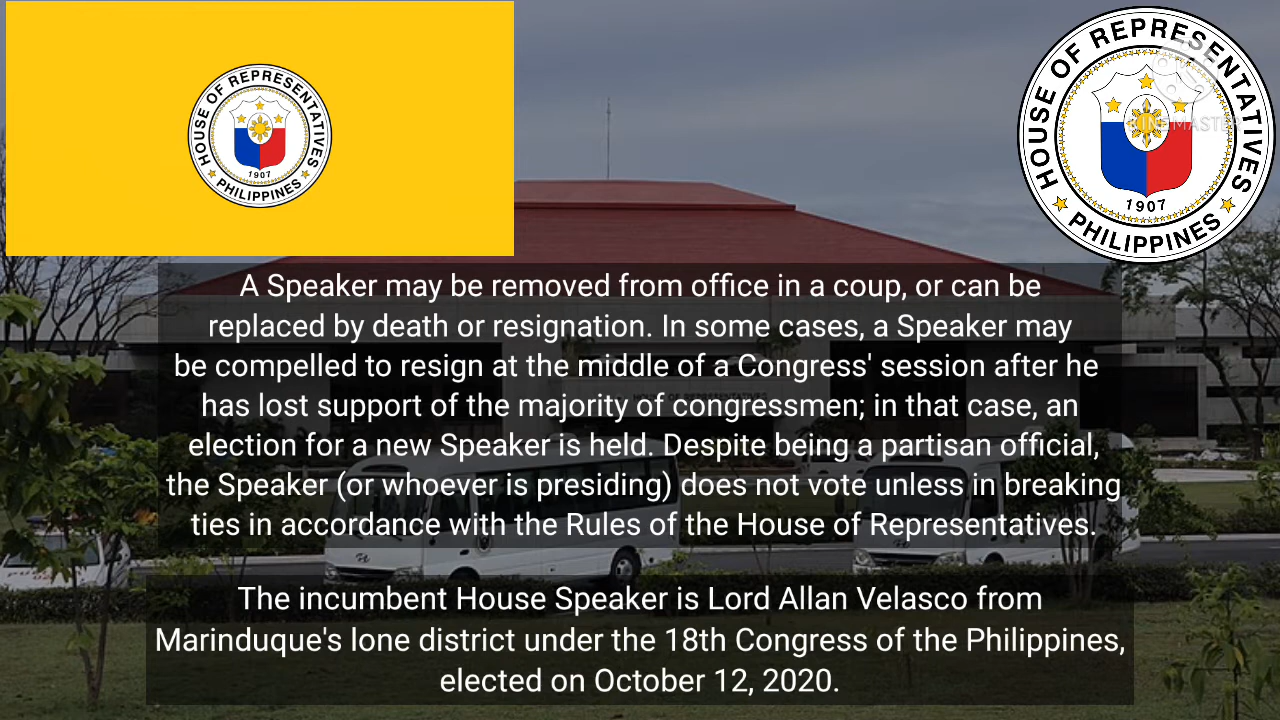 HOUSE OF REPRESENTATIVES
1907
PHILIPPINES
HOUSE OF REPRESENTATIVES
KINEMASTER
1907
PHILIPPINES
A Speaker may be removed from office in a coup, or can be
replaced by death or resignation. In some cases, a Speaker may
be compelled to resign at the middle of a Congress' session after he
has lost support of the majority of congressmen; in that case, an
election for a new Speaker is held. Despite being a partisan official,
the Speaker (or whoever is presiding) does not vote unless in breaking
ties in accordance with the Rules of the House of Representatives.
The incumbent House Speaker is Lord Allan Velasco from
Marinduque's lone district under the 18th Congress of the Philippines,
elected on October 12, 2020.